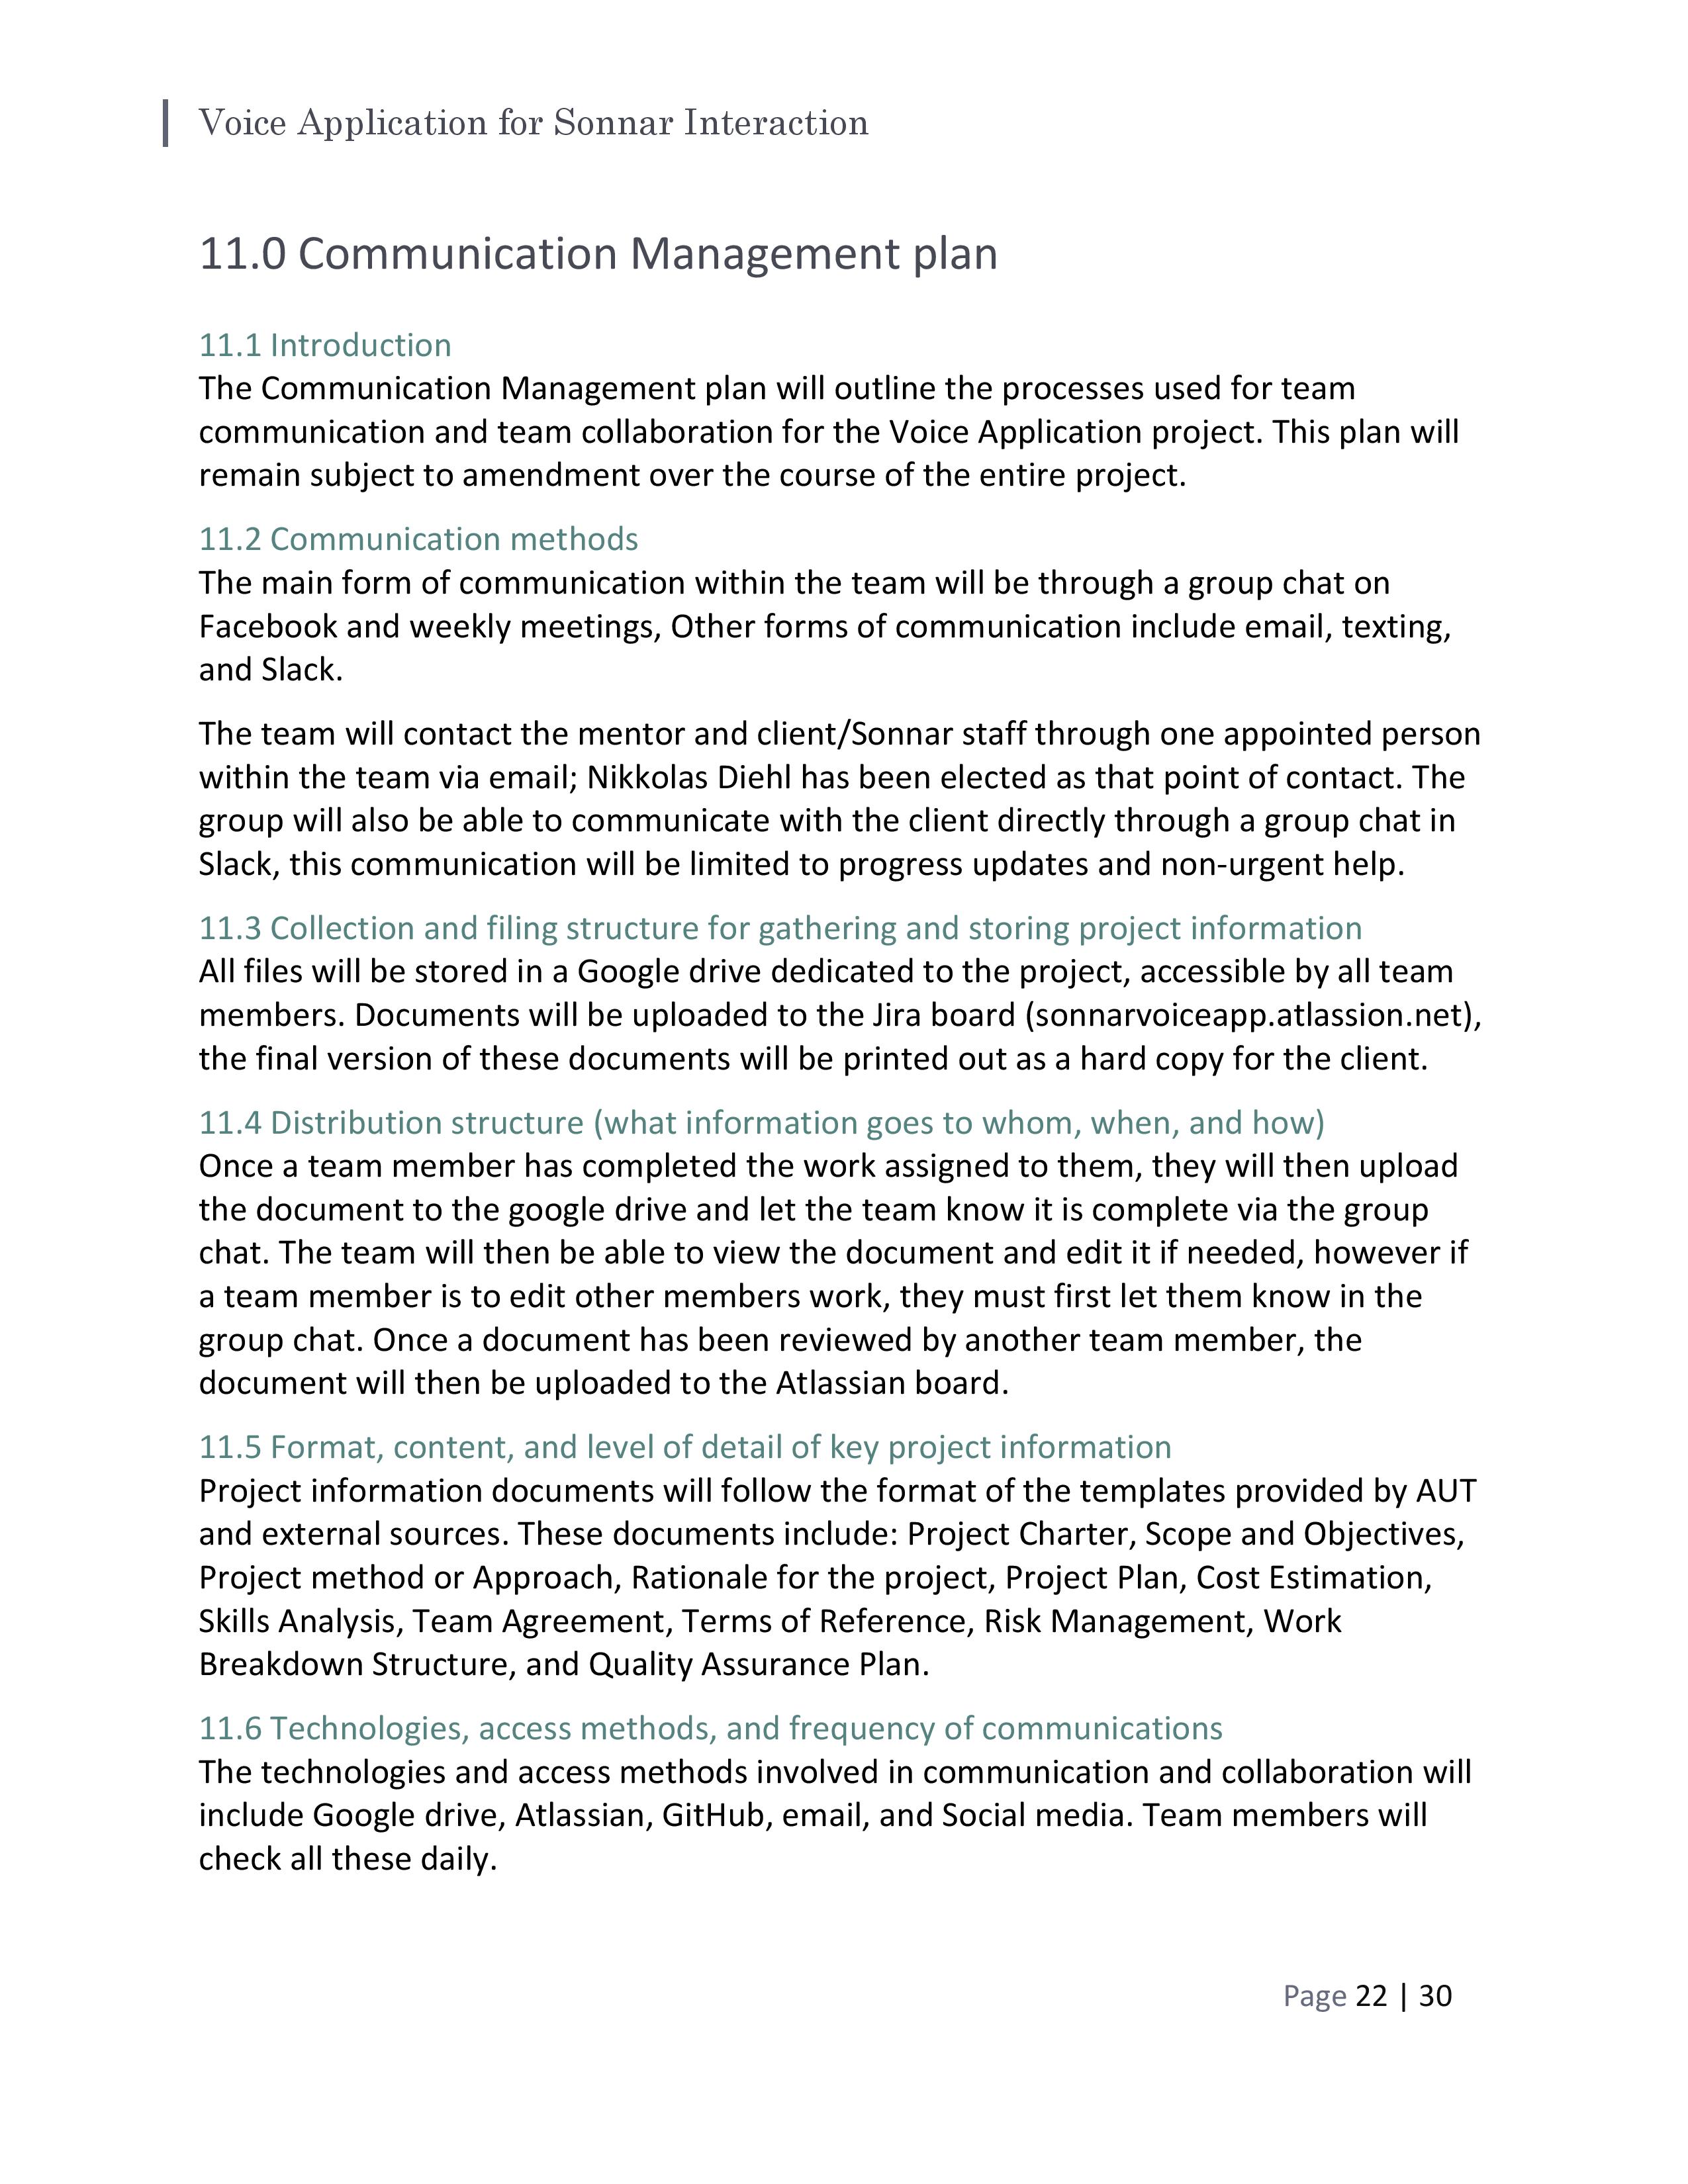 Voice Application for Sonnar Interaction
11.0 Communication Management plan
11.1 Introduction
The Communication Management plan will outline the processes used for team
communication and team collaboration for the Voice Application project. This plan will
remain subject to amendment over the course of the entire project.
11.2 Communication methods
The main form of communication within the team will be through a group chat on
Facebook and weekly meetings, Other forms of communication include email, texting,
and Slack.
The team will contact the mentor and client/Sonnar staff through one appointed person
within the team via email; Nikkolas Diehl has been elected as that point of contact. The
group will also be able to communicate with the client directly through a group chat in
Slack, this communication will be limited to progress updates and non-urgent help.
11.3 Collection and filing structure for gathering and storing project information
All files will be stored in a Google drive dedicated to the project, accessible by all team
members. Documents will be uploaded to the Jira board (sonnarvoiceapp.atlassion.net),
the final version of these documents will be printed out as a hard copy for the client.
11.4 Distribution structure (what information goes to whom, when, and how)
Once a team member has completed the work assigned to them, they will then upload
the document to the google drive and let the team know it is complete via the group
chat. The team will then be able to view the document and edit it if needed, however if
a team member is to edit other members work, they must first let them know in the
group chat. Once a document has been reviewed by another team member, the
document will then be uploaded to the Atlassian board.
11.5 Format, content, and level of detail of key project information
Project information documents will follow the format of the templates provided by AUT
and external sources. These documents include: Project Charter, Scope and Objectives,
Project method or Approach, Rationale for the project, Project Plan, Cost Estimation,
Skills Analysis, Team Agreement, Terms of Reference, Risk Management, Work
Breakdown Structure, and Quality Assurance Plan.
11.6 Technologies, access methods, and frequency of communications
The technologies and access methods involved in communication and collaboration will
include Google drive, Atlassian, GitHub, email, and Social media. Team members will
check all these daily.
Page 22 | 30